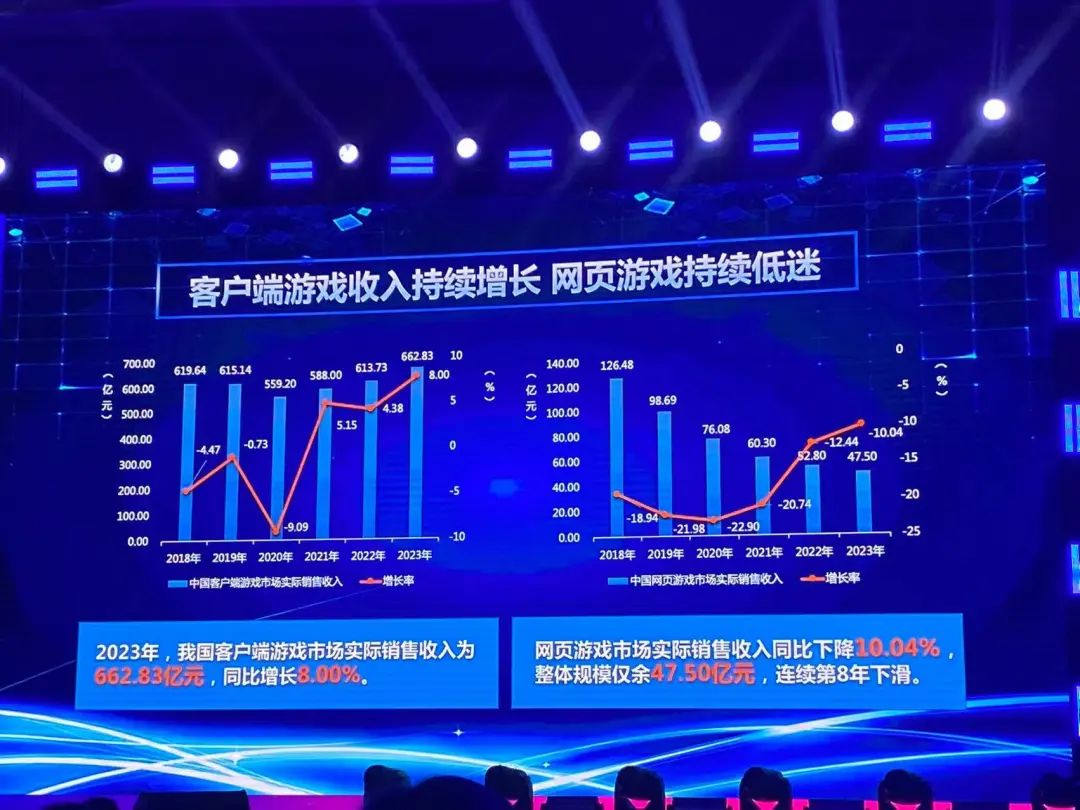 客户端游戏收入持续增长 网页游戏持续低迷
（亿元）
700.00
600.00
500.00
400.00
300.00
200.00
100.00
0.00
619.64 615.14 559.20 588.00 613.73 662.83
-4.47 -0.73 -9.09 5.15 4.38 8.00
10
5
0
-5
-10
（%）
2018年 2019年 2020年 2021年 2022年 2023年
中国客户端游戏市场实际销售收入 增长率
（亿元）
140.00
120.00
100.00
80.00
60.00
40.00
20.00
0.00
126.48 98.69 76.08 60.30 52.80 47.50
-18.94 -21.98 -22.90 -20.74 -12.44 -10.04
0
-5
-10
-15
-20
-25
（%）
2018年 2019年 2020年 2021年 2022年 2023年
中国网页游戏市场实际销售收入 增长率
2023年，我国客户端游戏市场实际销售收入为
662.83亿元，同比增长8.00%。
网页游戏市场实际销售收入同比下降10.04%，
整体规模仅余47.50亿元，连续第8年下滑。